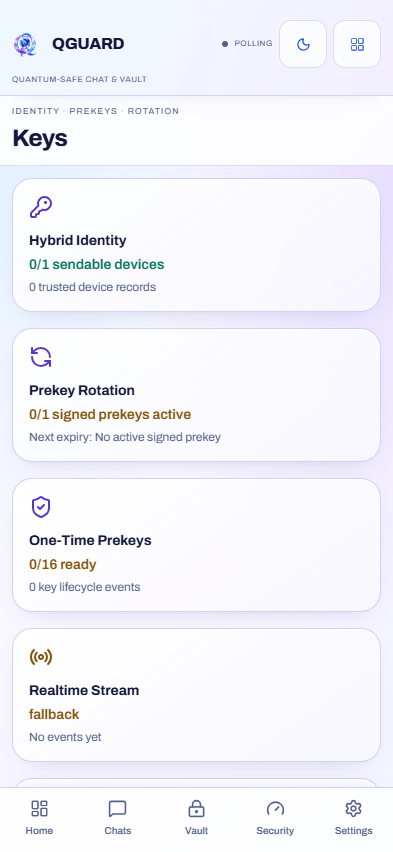 QGUARD
POLLING
QUANTUM-SAFE CHAT & VAULT
IDENTITY · PREKEYS · ROTATION
Keys
Hybrid Identity
0/1 sendable devices
0 trusted device records
Prekey Rotation
0/1 signed prekeys active
Next expiry: No active signed prekey
One-Time Prekeys
0/16 ready
0 key lifecycle events
Realtime Stream
fallback
No events yet
Home
Chats
Vault
Security
Settings